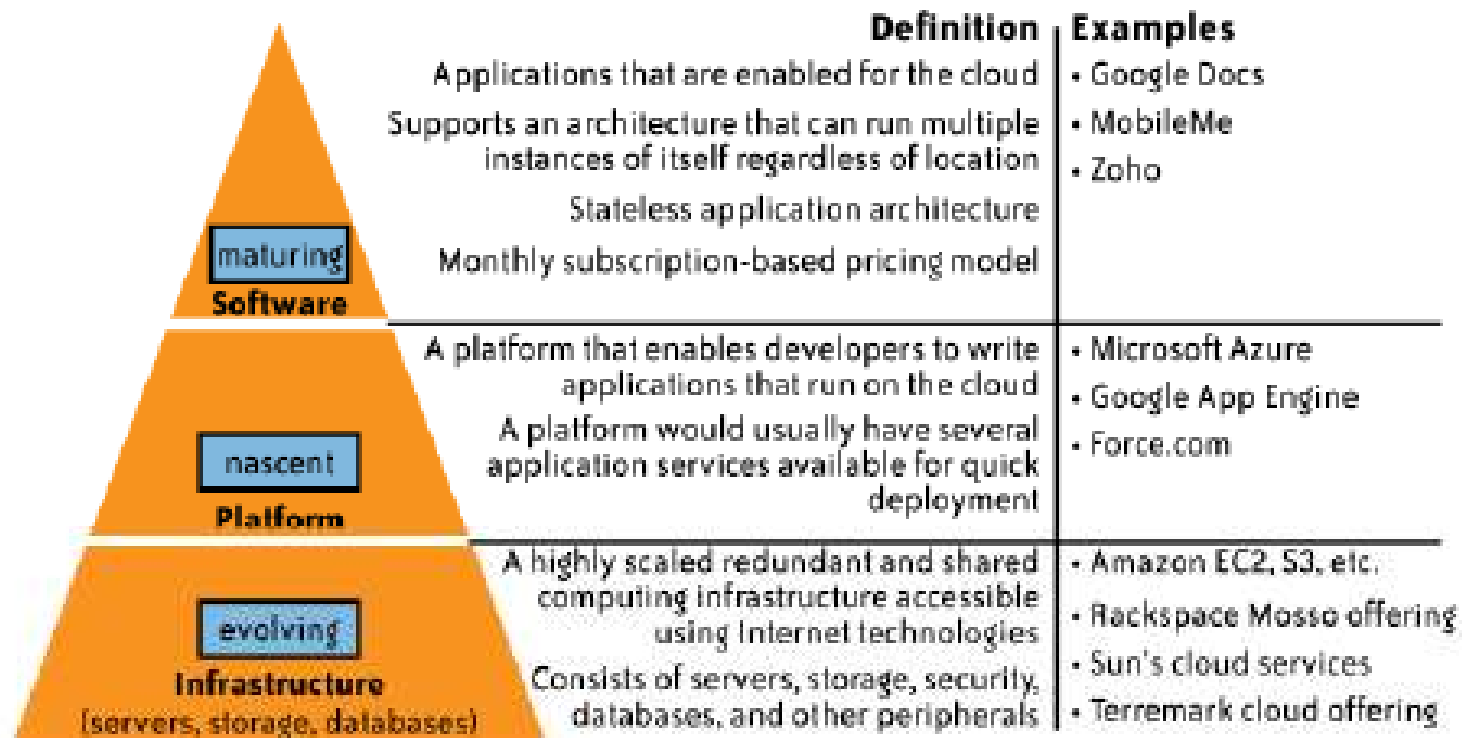 Definition
Examples
Applications that are enabled for the cloud
Supports an architecture that can run multiple
instances of itself regardless of location
Stateless application architecture
Monthly subscription-based pricing model
• Google Docs
• MobileMe
• Zoho
maturing
Software
A platform that enables developers to write
applications that run on the cloud
A platform would usually have several
application services available for quick
deployment
• Microsoft Azure
• Google App Engine
• Force.com
nascent
Platform
A highly scaled redundant and shared
computing infrastructure accessible
using Internet technologies
Consists of servers, storage, security,
databases, and other peripherals
• Amazon EC2, S3, etc.
• Rackspace Mosso offering
• Sun's cloud services
• Terremark cloud offering
evolving
Infrastructure
(servers, storage, databases)